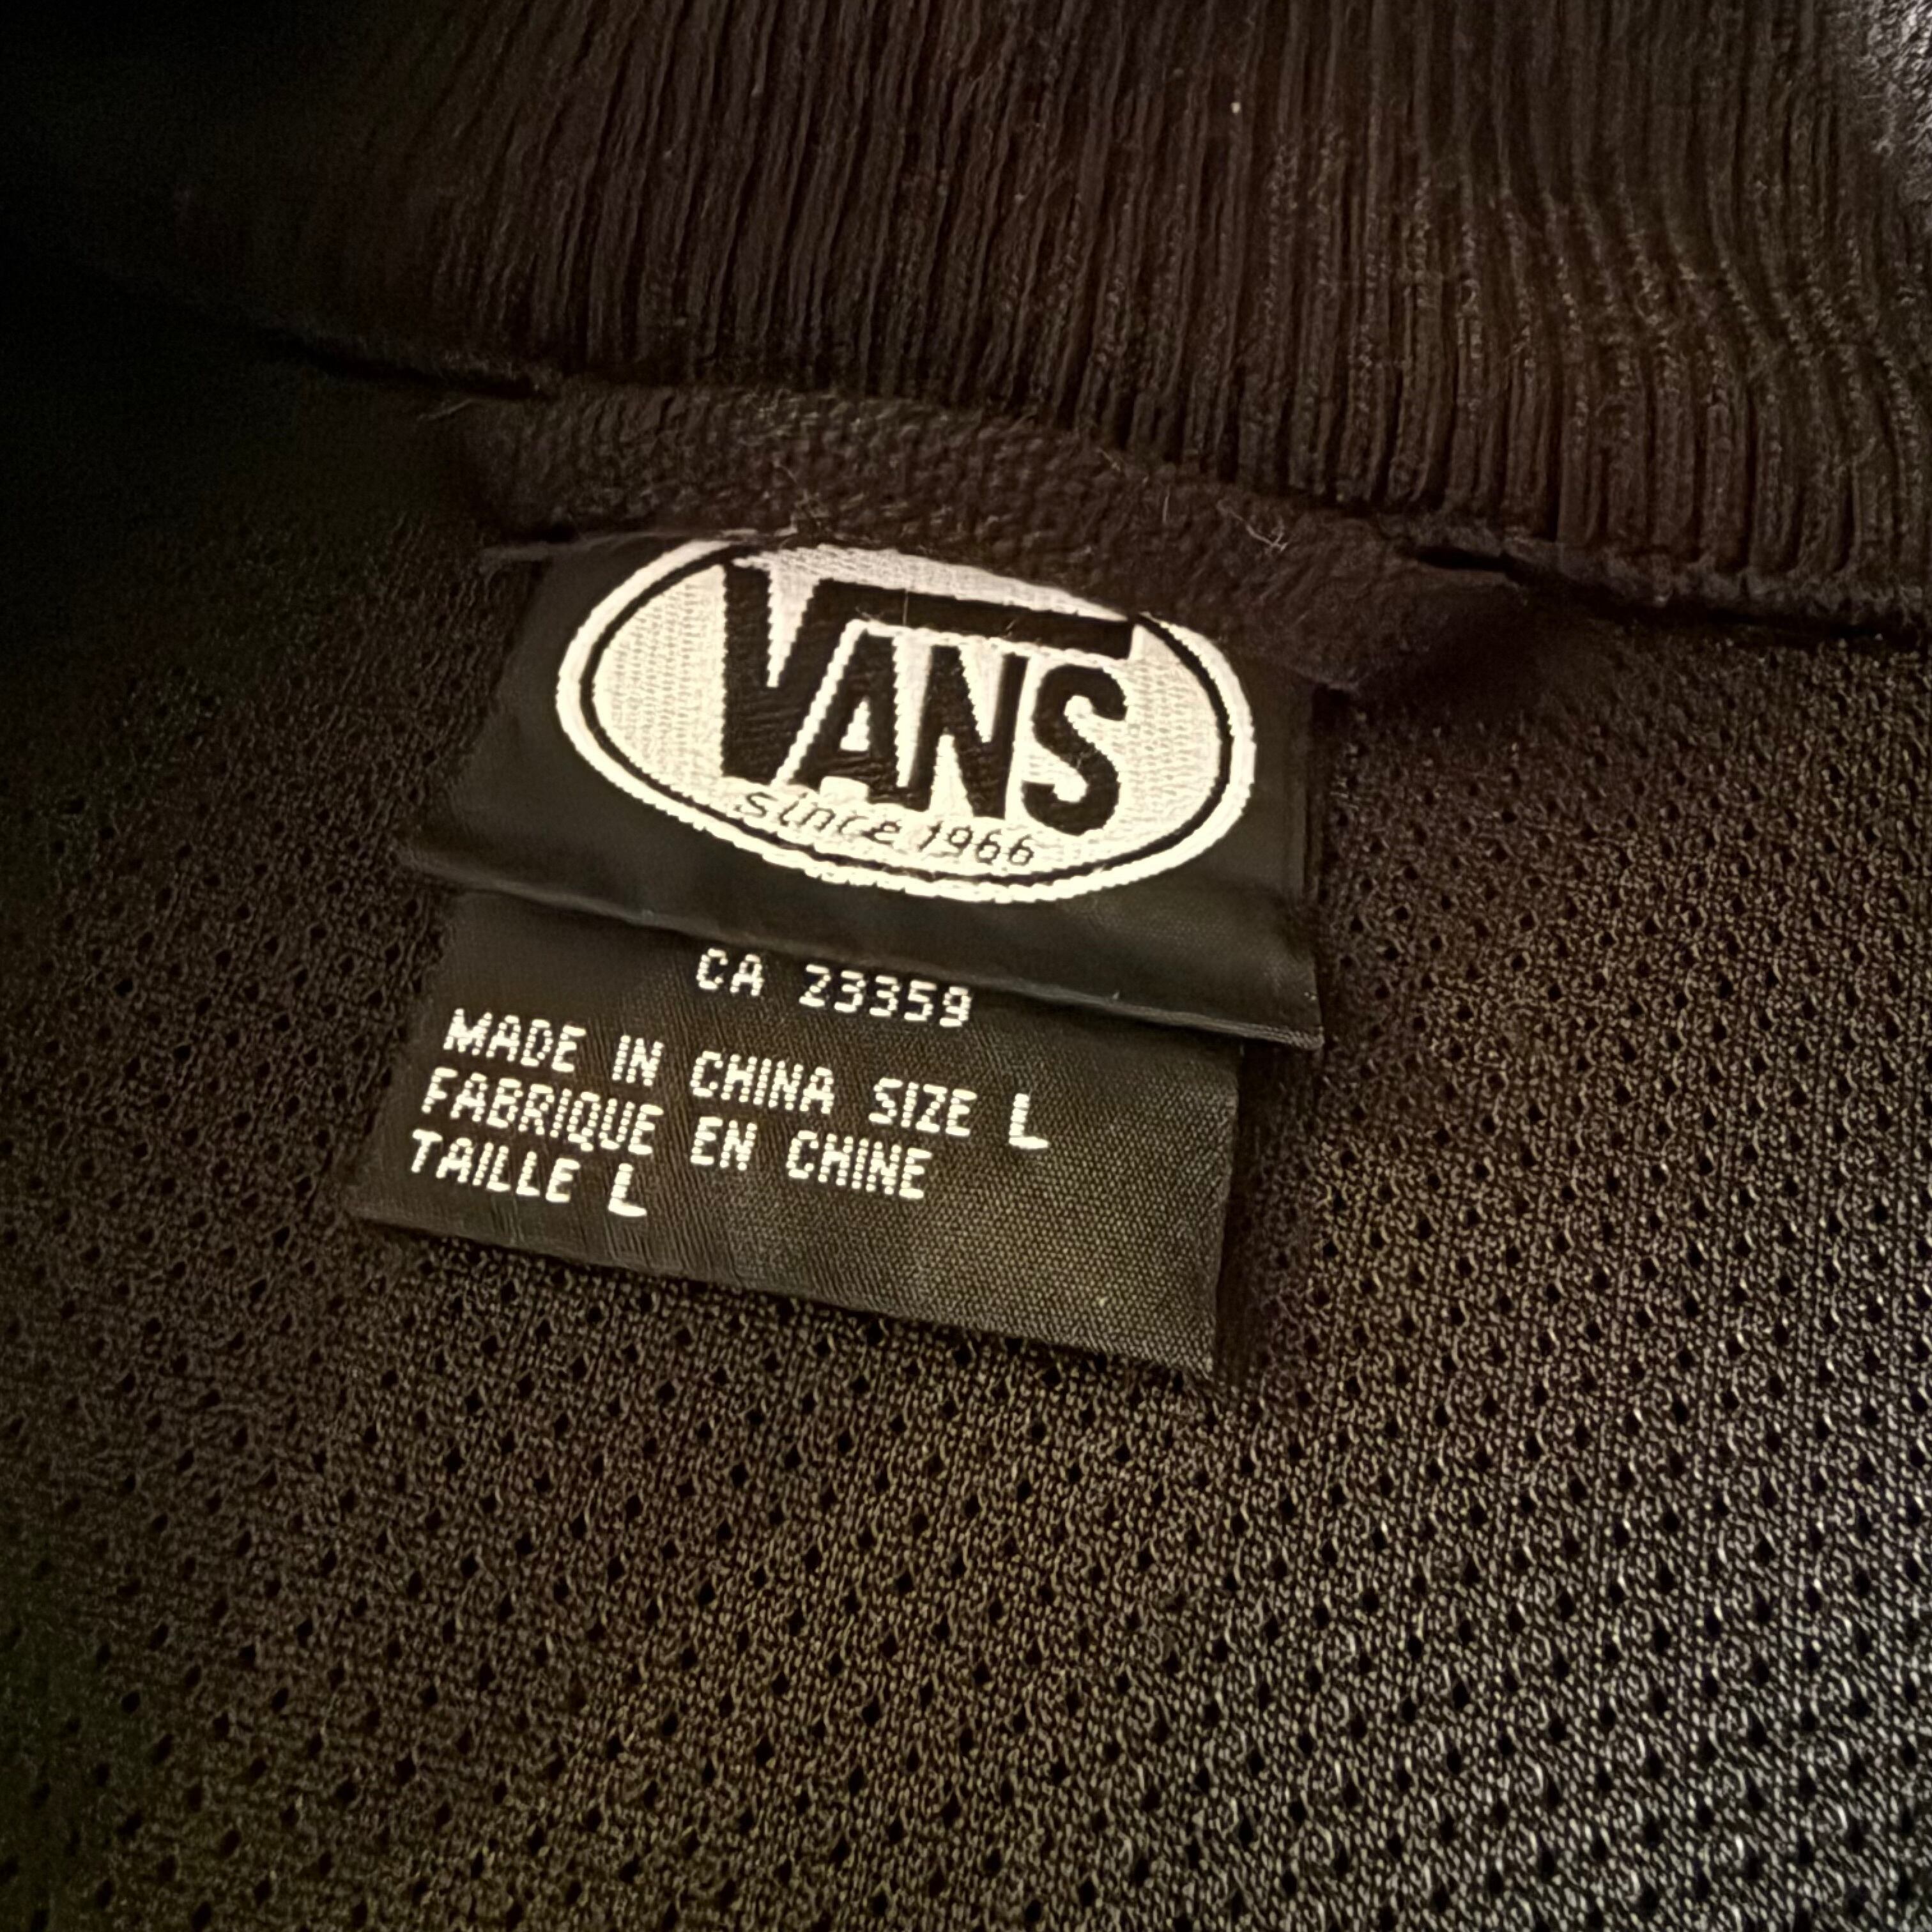 VANS
since 1966
CA 23359
MADE IN CHINA SIZE L
FABRIQUE EN CHINE
TAILLE L